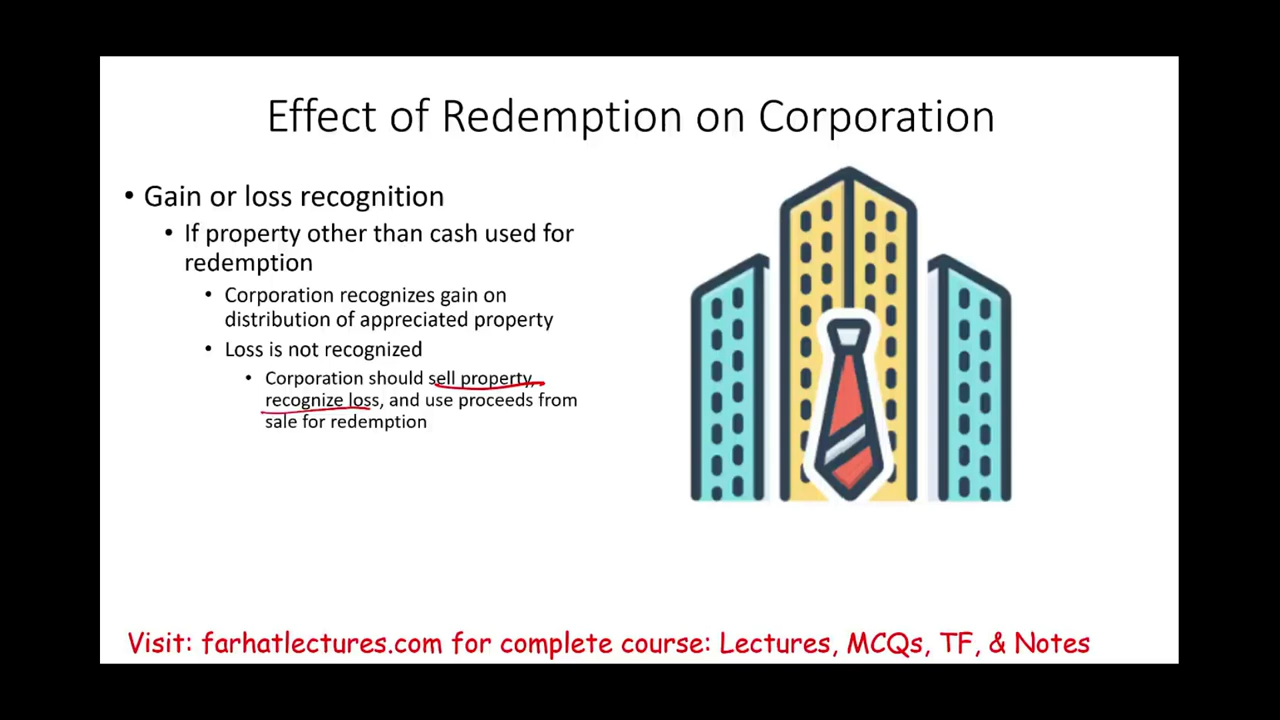 Effect of Redemption on Corporation
• Gain or loss recognition
• If property other than cash used for
redemption
• Corporation recognizes gain on
distribution of appreciated property
• Loss is not recognized
• Corporation should sell property,
recognize loss, and use proceeds from
sale for redemption
Visit: farhatlectures.com for complete course: Lectures, MCQs, TF, & Notes